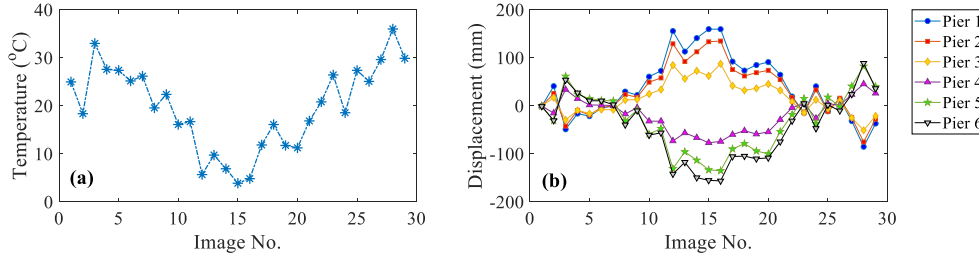 40
30
20
10
0
Temperature (°C)
(a)
0 5 10 15 20 25 30
Image No.
200
100
0
-100
-200
Displacement (mm)
(b)
0 5 10 15 20 25 30
Image No.
Pier 1
Pier 2
Pier 3
Pier 4
Pier 5
Pier 6